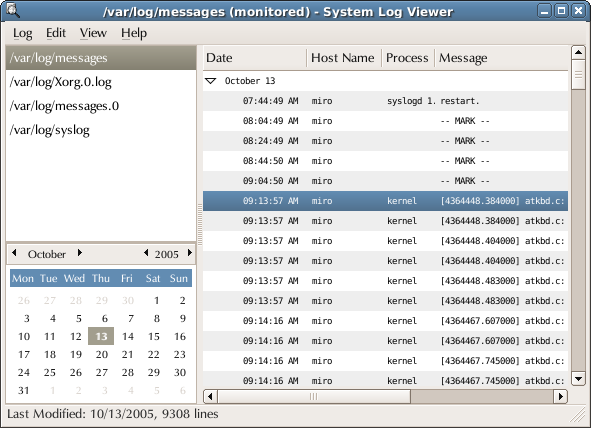 /var/log/messages (monitored) - System Log Viewer
Log Edit View Help
/var/log/messages
/var/log/Xorg.0.log
/var/log/messages.0
/var/log/syslog
October 2005
Mon Tue Wed Thu Fri Sat Sun
26 27 28 29 30 1 2
3 4 5 6 7 8 9
10 11 12 13 14 15 16
17 18 19 20 21 22 23
24 25 26 27 28 29 30
31 1 2 3 4 5 6
Date Host Name Process Message
October 13
07:44:49 AM miro syslogd 1. restart.
08:04:49 AM miro -- MARK --
08:24:49 AM miro -- MARK --
08:44:50 AM miro -- MARK --
09:04:50 AM miro -- MARK --
09:13:57 AM miro kernel [4364448.384000] atkbd.c:
09:13:57 AM miro kernel [4364448.384000] atkbd.c:
09:13:57 AM miro kernel [4364448.404000] atkbd.c:
09:13:57 AM miro kernel [4364448.404000] atkbd.c:
09:13:57 AM miro kernel [4364448.483000] atkbd.c:
09:13:57 AM miro kernel [4364448.483000] atkbd.c:
09:14:16 AM miro kernel [4364467.607000] atkbd.c:
09:14:16 AM miro kernel [4364467.607000] atkbd.c:
09:14:16 AM miro kernel [4364467.745000] atkbd.c:
09:14:16 AM miro kernel [4364467.745000] atkbd.c:
Last Modified: 10/13/2005, 9308 lines